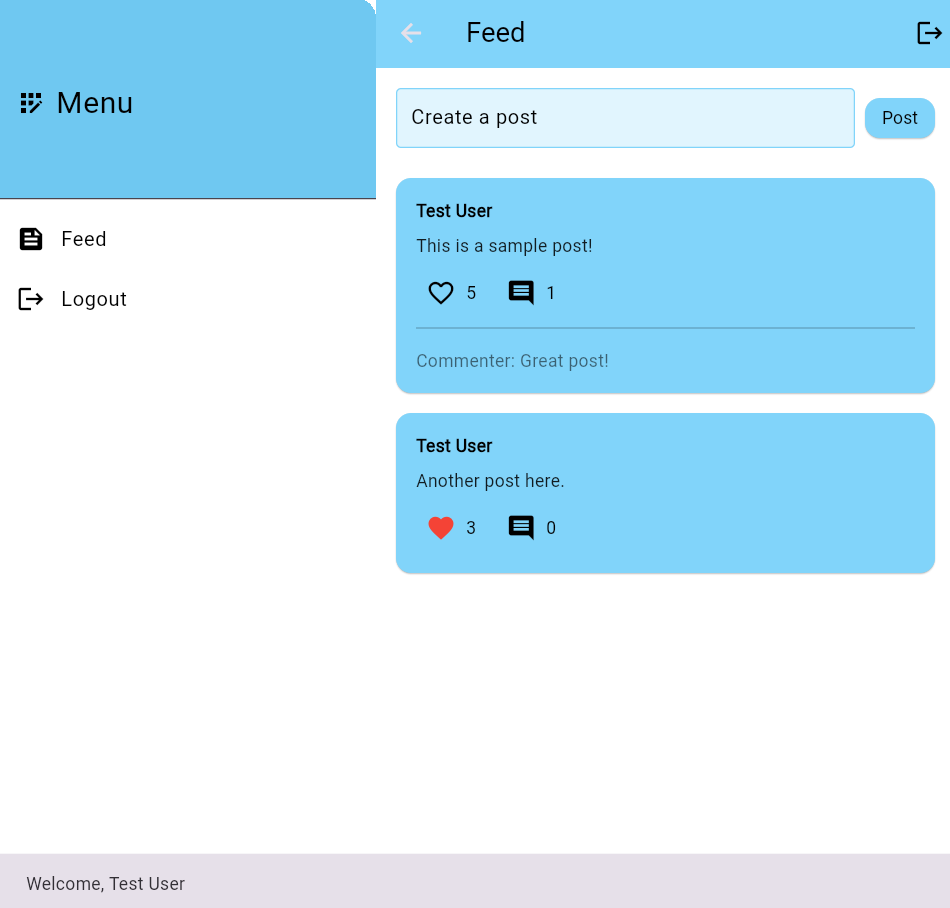 Menu
Feed
Logout
Feed
Create a post
Post
Test User
This is a sample post!
5 1
Commenter: Great post!
Test User
Another post here.
3 0
Welcome, Test User